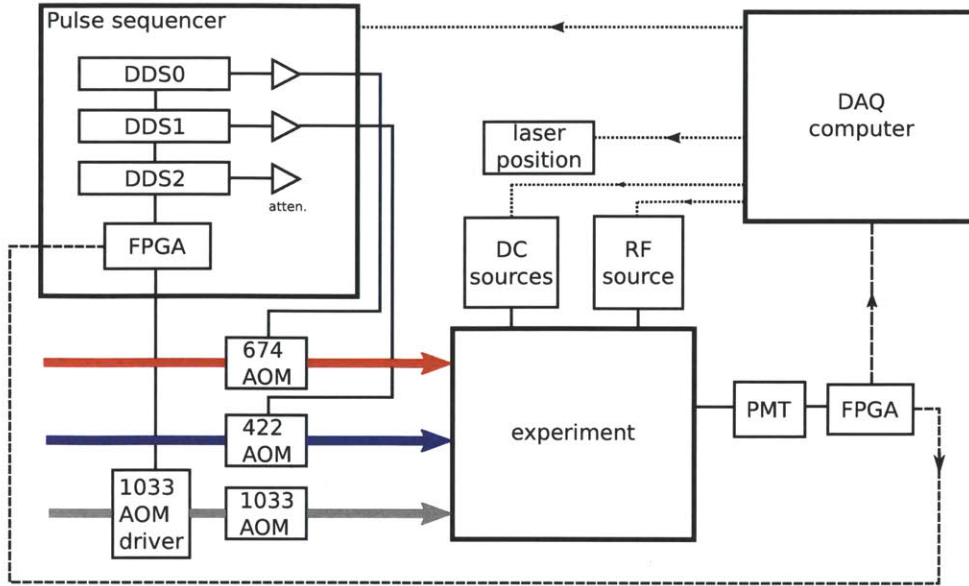 Pulse sequencer
DDS0
DDS1
DDS2
atten.
FPGA
DAQ
computer
laser
position
DC
sources
RF
source
674
AOM
422
AOM
1033
AOM
driver
1033
AOM
experiment
PMT
FPGA